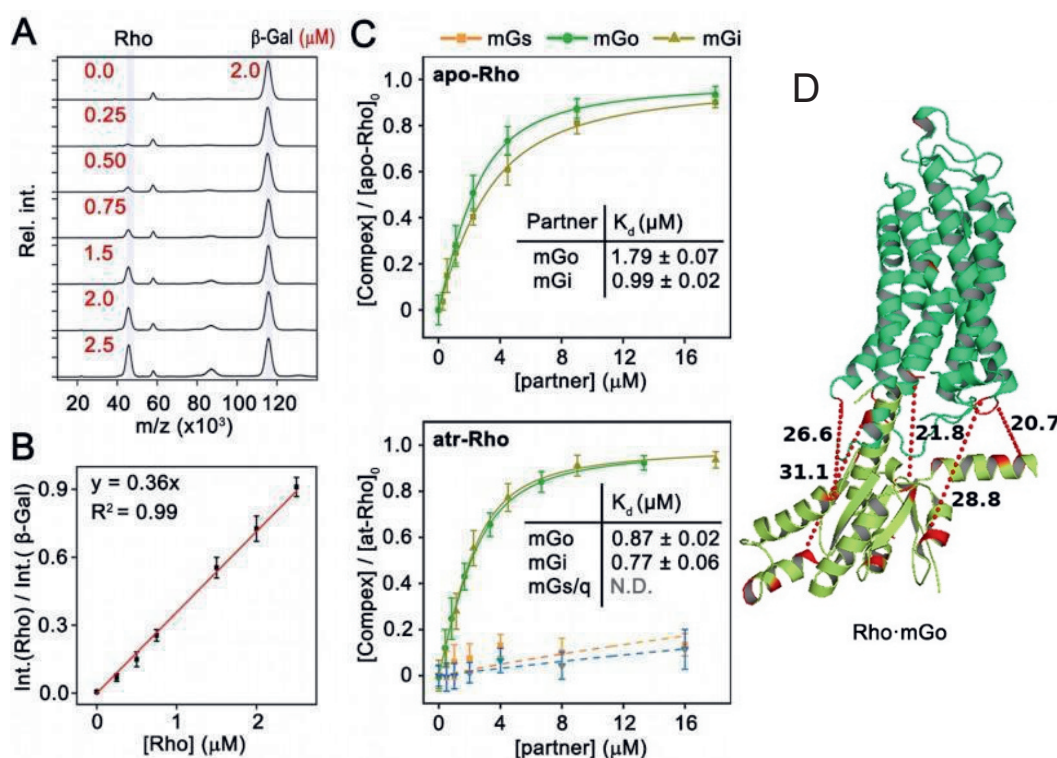 A
Rho
β-Gal (μM)
0.0
2.0
0.25
0.50
0.75
1.5
2.0
2.5
Rel. int.
20 40 60 80 100 120
m/z (x10³)
B
y = 0.36x
R² = 0.99
Int.(Rho) / Int.( β-Gal)
0.9
0.6
0.3
0.0
0 1 2
[Rho] (μM)
C
mGs mGo mGi
apo-Rho
[Compex] / [apo-Rho]₀
1.0
0.8
0.6
0.4
0.2
0
Partner K_d (μM)
mGo 1.79 ± 0.07
mGi 0.99 ± 0.02
0 4 8 12 16
[partner] (μM)
atr-Rho
[Compex] / [at-Rho]₀
1.0
0.8
0.6
0.4
0.2
0
K_d (μM)
mGo 0.87 ± 0.02
mGi 0.77 ± 0.06
mGs/q N.D.
0 4 8 12 16
[partner] (μM)
D
26.6
21.8
20.7
31.1
28.8
Rho·mGo